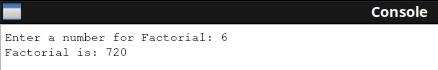 Console
Enter a number for Factorial: 6
Factorial is: 720